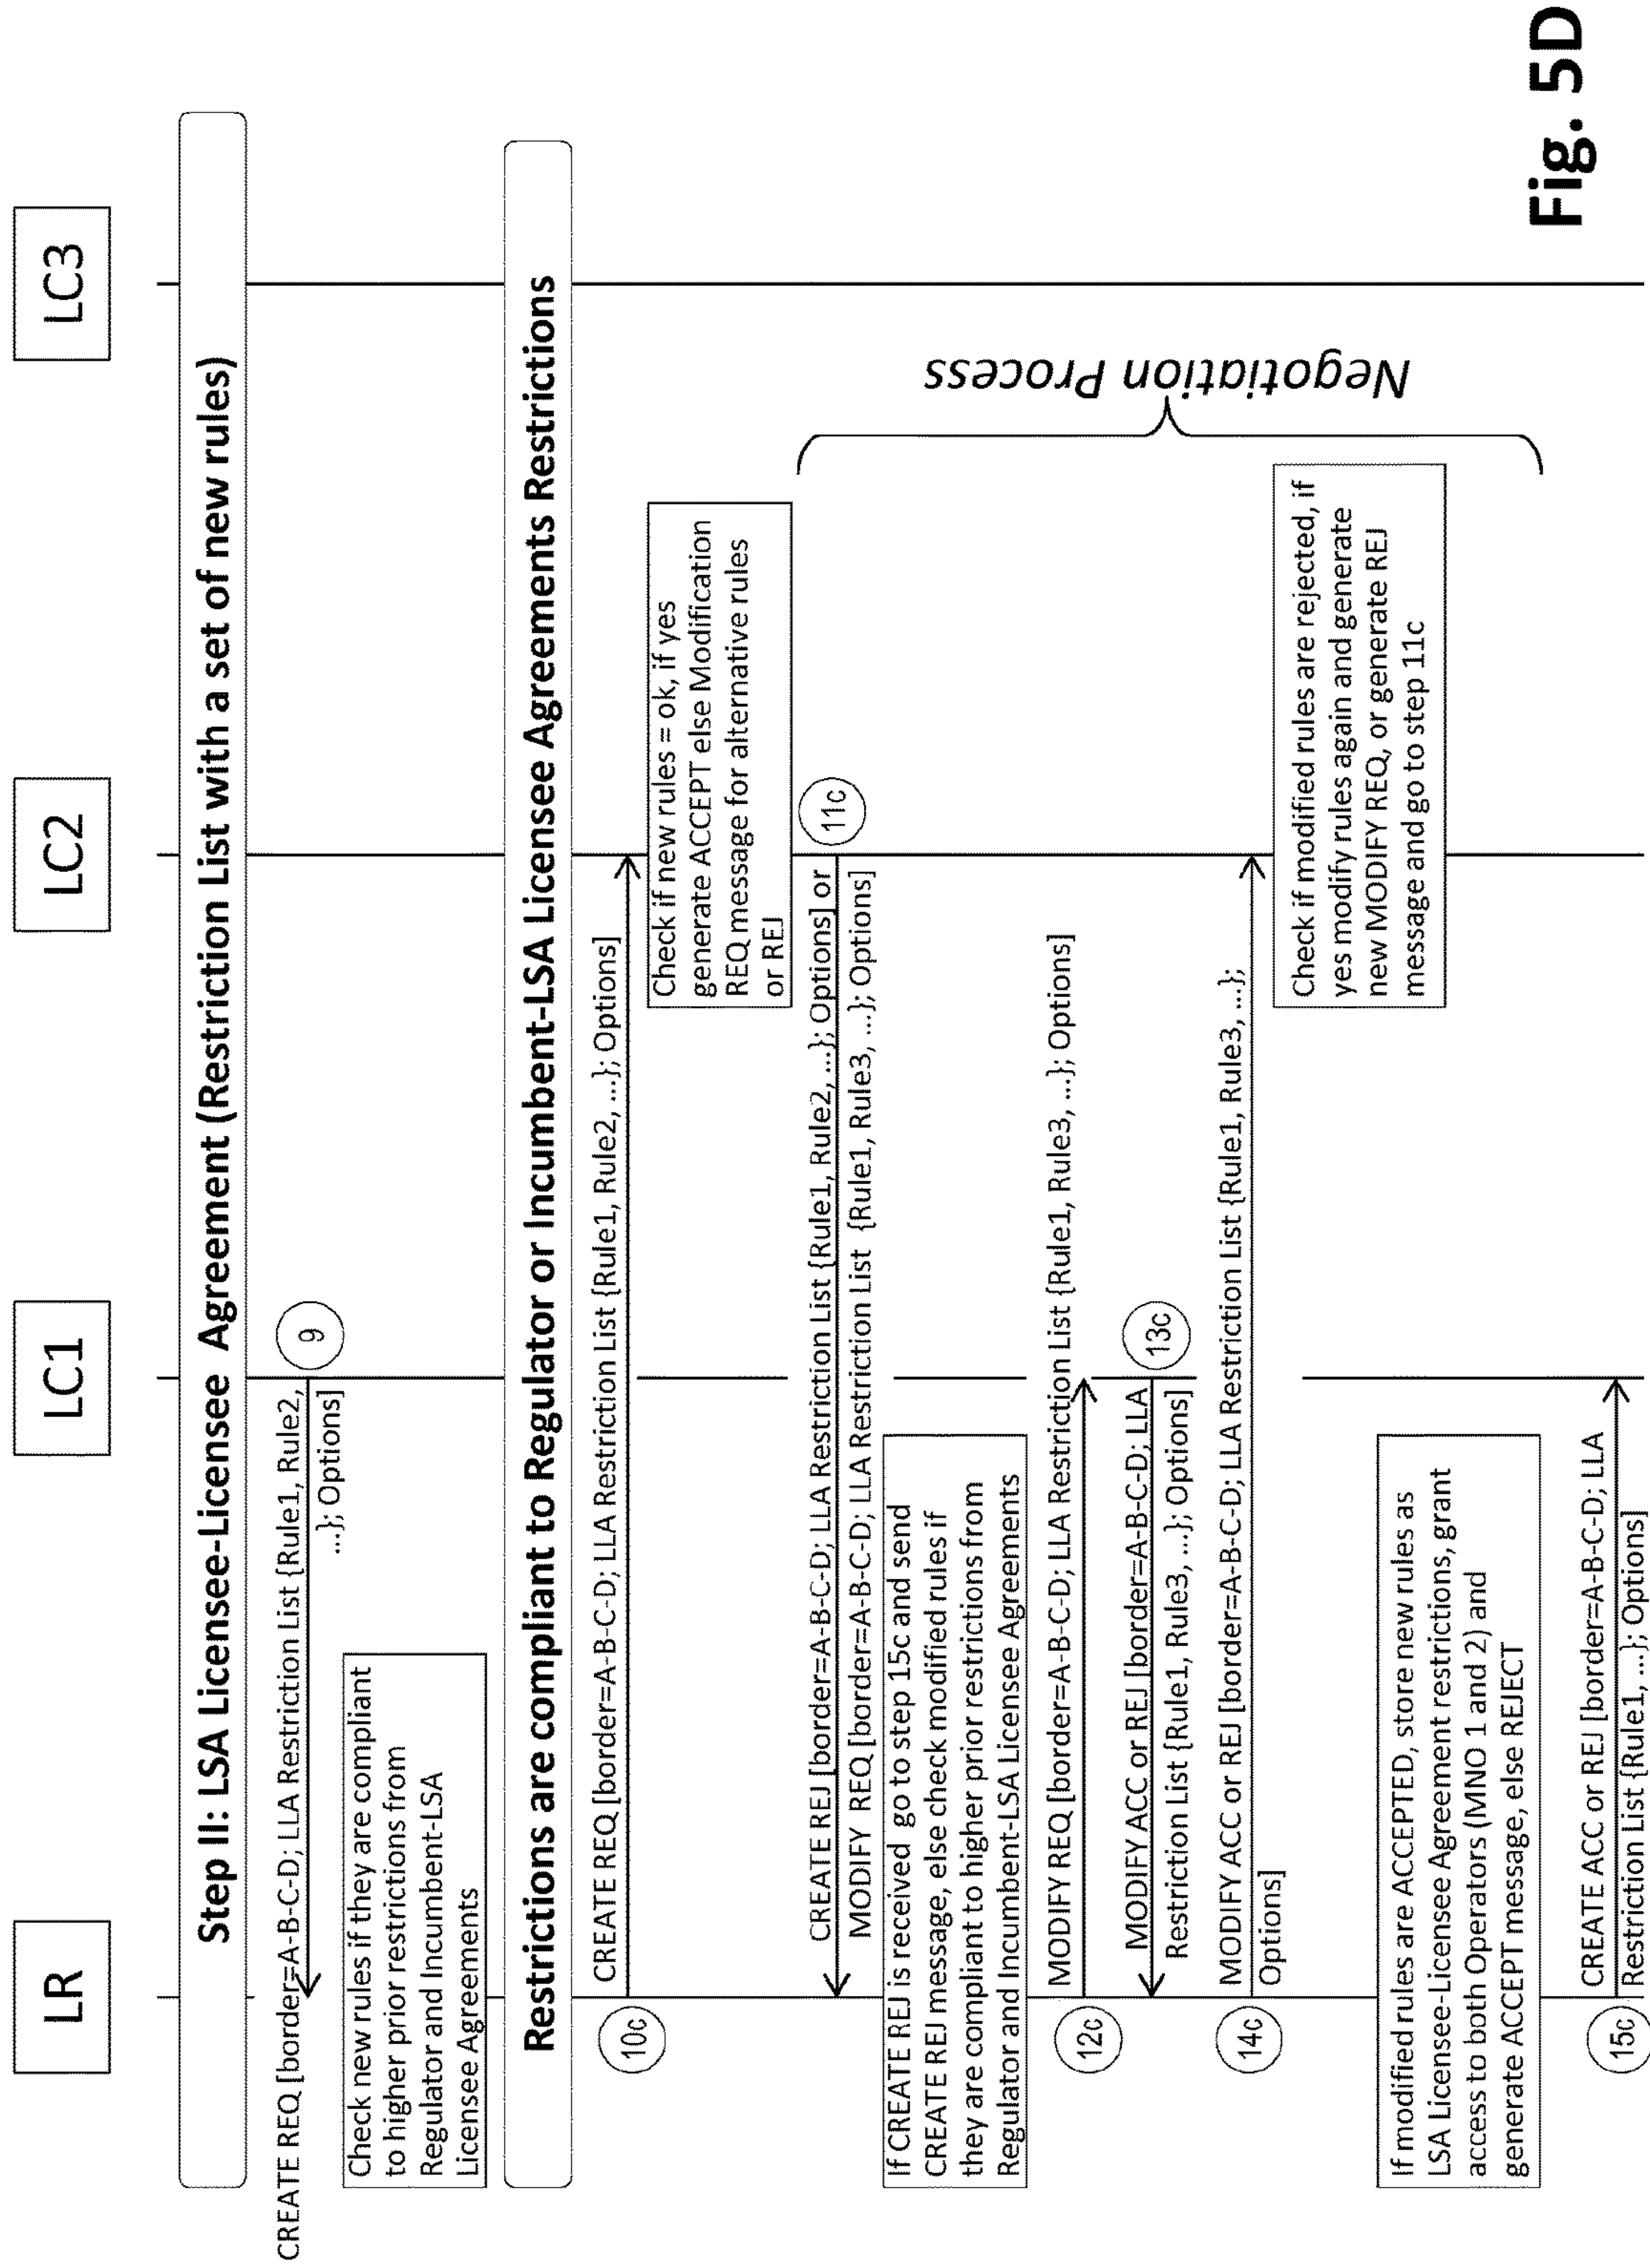 LR
LC1
LC2
LC3
Step II: LSA Licensee-Licensee Agreement (Restriction List with a set of new rules)
CREATE REQ [border=A-B-C-D; LLA Restriction List {Rule1, Rule2,
...}; Options]
9
Check new rules if they are compliant
to higher prior restrictions from
Regulator and Incumbent-LSA
Licensee Agreements
Restrictions are compliant to Regulator or Incumbent-LSA License Agreements Restrictions
CREATE REQ [border=A-B-C-D; LLA Restriction List {Rule1, Rule2, ...}; Options]
10c
Check if new rules = ok, if yes
generate ACCEPT else Modification
REQ message for alternative rules
or REJ
CREATE REJ [border=A-B-C-D; LLA Restriction List {Rule1, Rule2, ...}; Options] or
MODIFY REQ [border=A-B-C-D; LLA Restriction List {Rule1, Rule3, ...}; Options]
11c
If CREATE REJ is received go to step 15c and send
CREATE REJ message, else check modified rules if
they are compliant to higher prior restrictions from
Regulator and Incumbent-LSA License Agreements
Negotiation Process
MODIFY REQ [border=A-B-C-D; LLA Restriction List {Rule1, Rule3, ...}; Options]
12c
MODIFY ACC or REJ [border=A-B-C-D; LLA
Restriction List {Rule1, Rule3, ...}; Options]
13c
MODIFY ACC or REJ [border=A-B-C-D; LLA Restriction List {Rule1, Rule3, ...};
Options]
14c
Check if modified rules are rejected, if
yes modify rules again and generate
new MODIFY REQ, or generate REJ
message and go to step 11c
If modified rules are ACCEPTED, store new rules as
LSA Licensee-Licensee Agreement restrictions, grant
access to both Operators (MNO 1 and 2) and
generate ACCEPT message, else REJECT
CREATE ACC or REJ [border=A-B-C-D; LLA
Restriction List {Rule1, ...}; Options]
15c
Fig. 5D